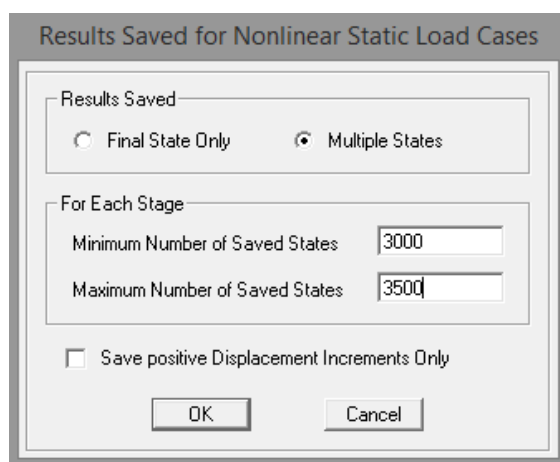 Results Saved for Nonlinear Static Load Cases
Results Saved
Final State Only
Multiple States
For Each Stage
Minimum Number of Saved States 3000
Maximum Number of Saved States 3500
Save positive Displacement Increments Only
OK
Cancel